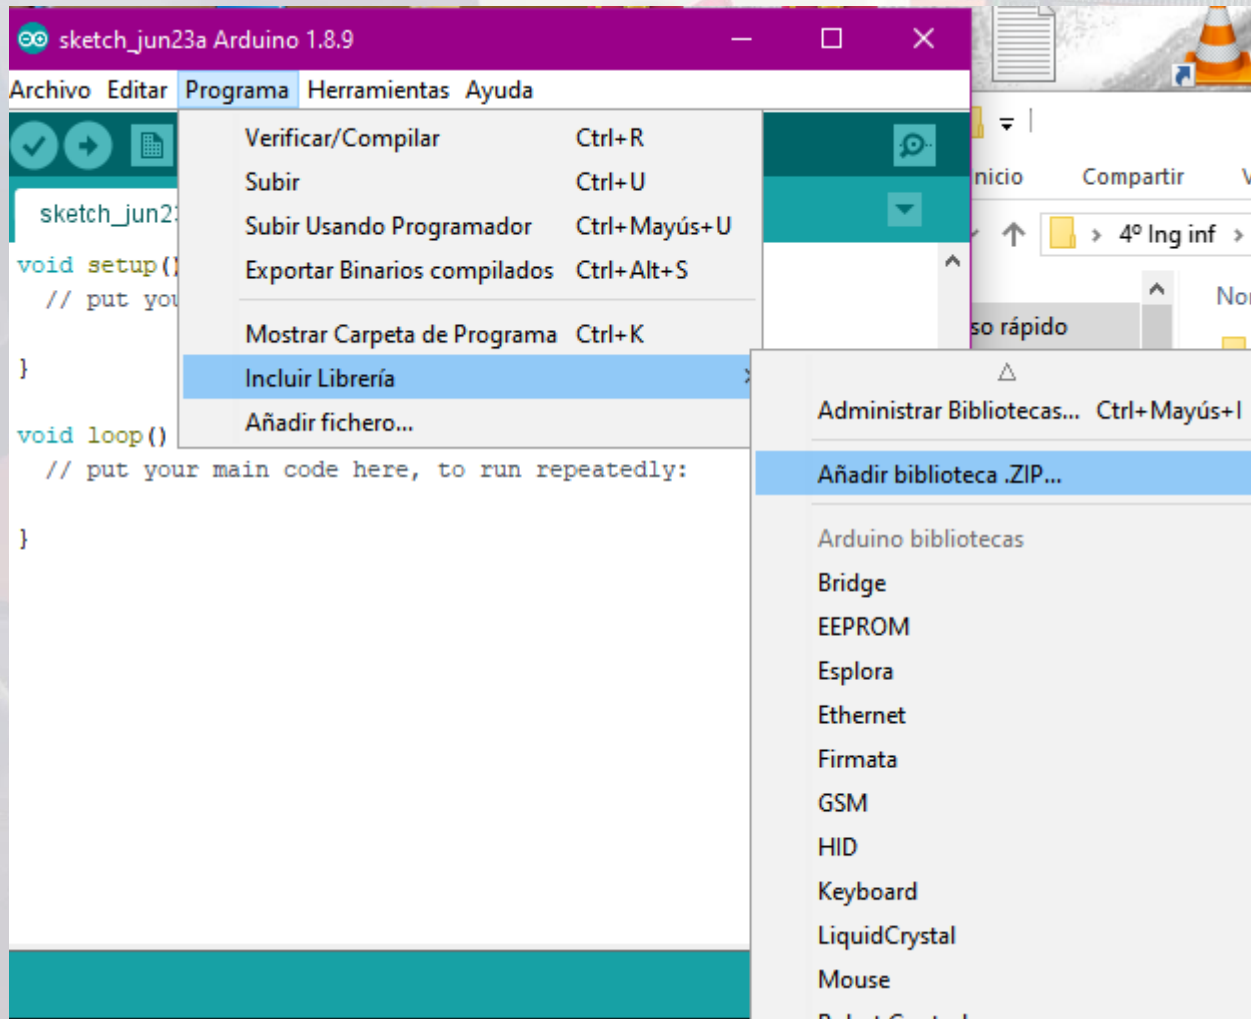 sketch_jun23a Arduino 1.8.9
Archivo Editar Programa Herramientas Ayuda
Verificar/Compilar Ctrl+R
Subir Ctrl+U
Subir Usando Programador Ctrl+Mayús+U
Exportar Binarios compilados Ctrl+Alt+S
Mostrar Carpeta de Programa Ctrl+K
Incluir Librería
Añadir fichero...
sketch_jun23
void setup()
// put you
}
void loop()
// put your main code here, to run repeatedly:
}
nicio Compartir V
4º Ing inf
Nor
so rápido
Administrar Bibliotecas... Ctrl+Mayús+I
Añadir biblioteca .ZIP...
Arduino bibliotecas
Bridge
EEPROM
Esplora
Ethernet
Firmata
GSM
HID
Keyboard
LiquidCrystal
Mouse